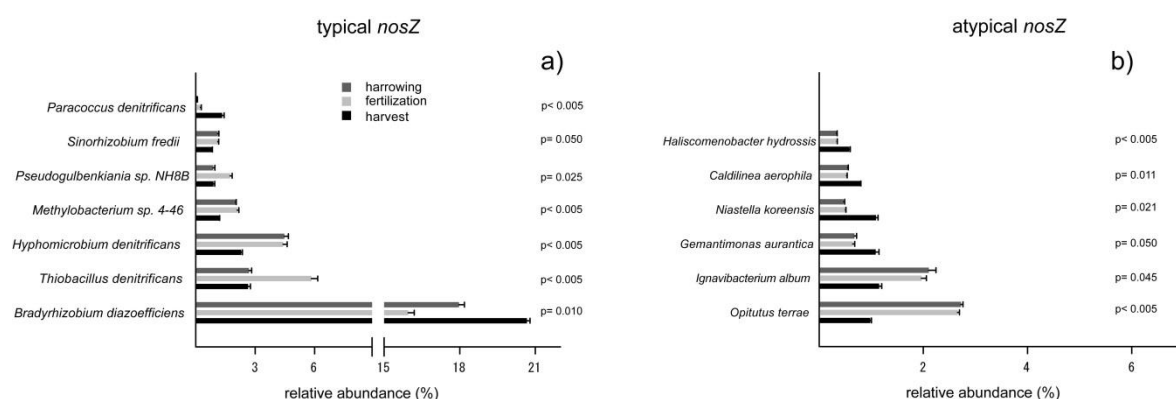 typical nosZ
a)
harrowing
fertilization
harvest
Paracoccus denitrificans
p< 0.005
Sinorhizobium fredii
p= 0.050
Pseudogulbenkiania sp. NH8B
p= 0.025
Methylobacterium sp. 4-46
p< 0.005
Hyphomicrobium denitrificans
p< 0.005
Thiobacillus denitrificans
p< 0.005
Bradyrhizobium diazoefficiens
p= 0.010
3 6 15 18 21
relative abundance (%)
atypical nosZ
b)
Haliscomenobacter hydrossis
p< 0.005
Caldilinea aerophila
p= 0.011
Niastella koreensis
p= 0.021
Gemantimonas aurantica
p= 0.050
Ignavibacterium album
p= 0.045
Opitutus terrae
p< 0.005
2 4 6
relative abundance (%)